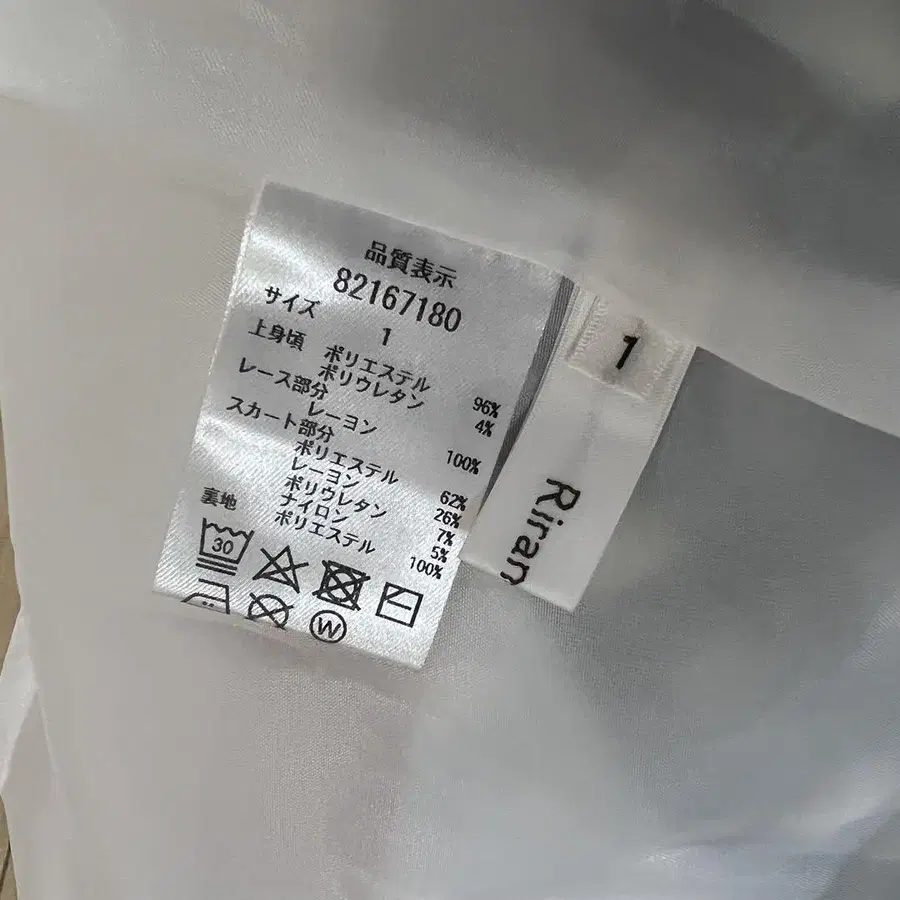 品質表示
82167180
サイズ 1
上身頃 ポリエステル 96%
ポリウレタン 4%
レース部分
レーヨン 100%
スカート部分
ポリエステル 62%
レーヨン 26%
ポリウレタン 7%
ナイロン 5%
裏地 ポリエステル 100%
30
W
1
Riran